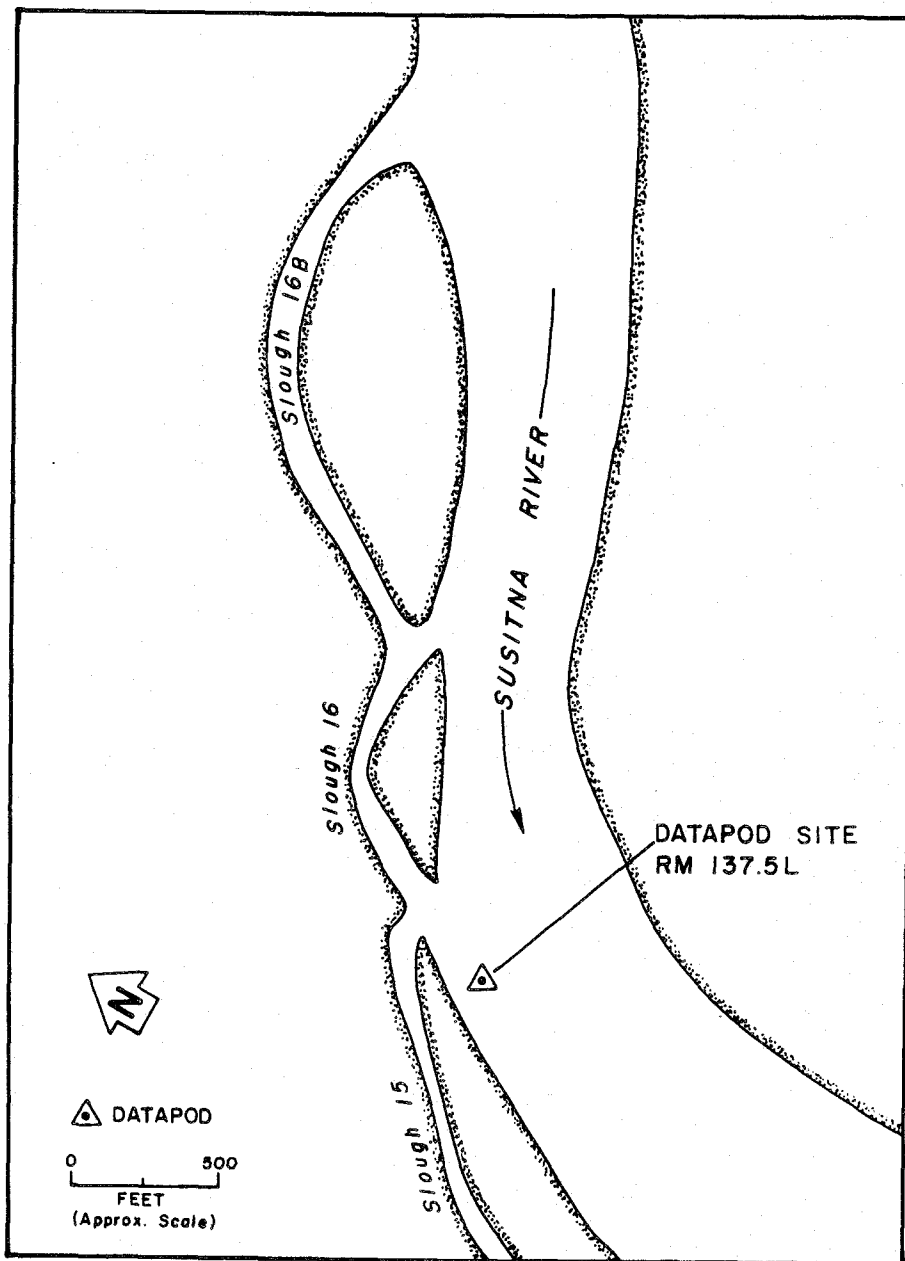 Slough 16B
SUSITNA RIVER
Slough 16
DATAPOD SITE
RM 137.5L
N
Slough 15
DATAPOD
0 500
FEET
(Approx. Scale)